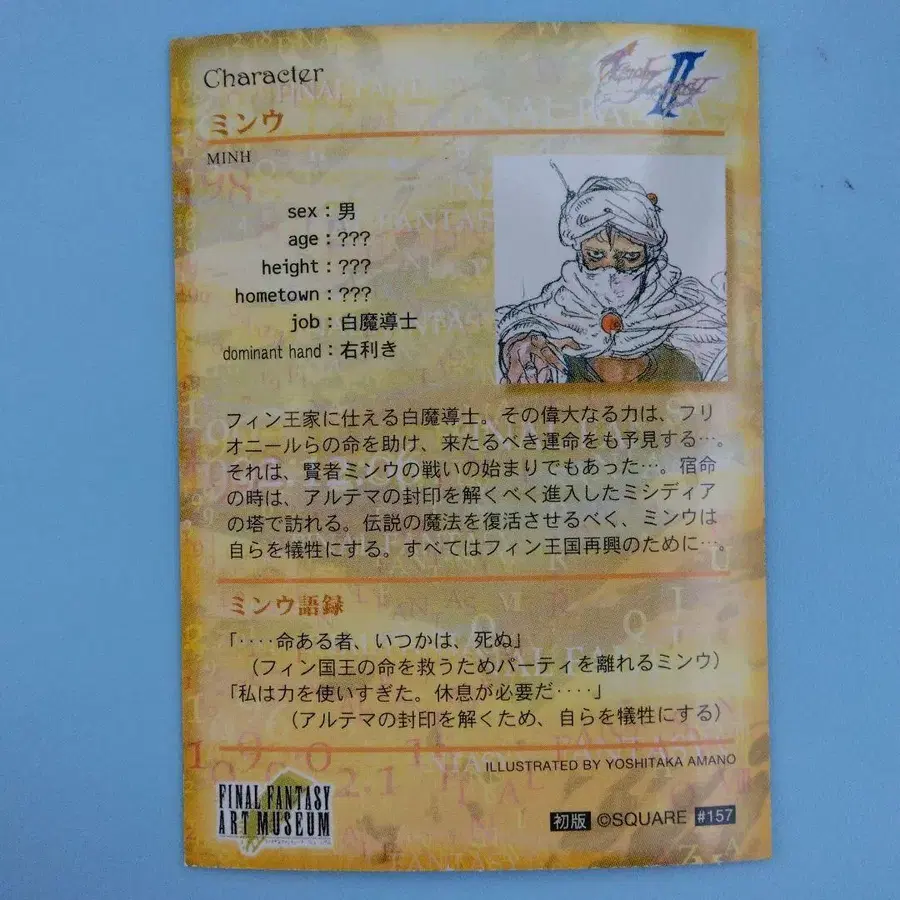 Character
FINAL FANTASY II
ミンウ
MINH
sex：男
age：???
height：???
hometown：???
job：白魔導士
dominant hand：右利き
フィン王家に仕える白魔導士。その偉大なる力は、フリ
オニールらの命を助け、来たるべき運命をも予見する…。
それは、賢者ミンウの戦いの始まりでもあった…。宿命
の時は、アルテマの封印を解くべく進入したミシディア
の塔で訪れる。伝説の魔法を復活させるべく、ミンウは
自らを犠牲にする。すべてはフィン王国再興のために…。
ミンウ語録
「‥‥命ある者、いつかは、死ぬ」
（フィン国王の命を救うためパーティを離れるミンウ）
「私は力を使いすぎた。休息が必要だ‥‥」
（アルテマの封印を解くため、自らを犠牲にする）
ILLUSTRATED BY YOSHITAKA AMANO
FINAL FANTASY
ART MUSEUM
初版 ©SQUARE #157